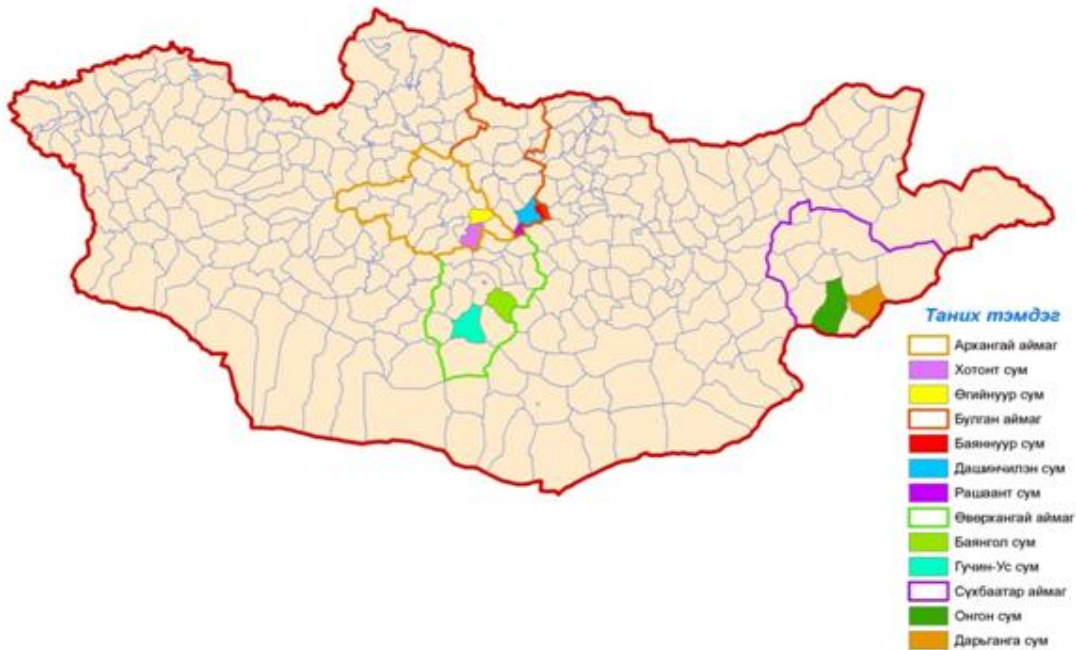 Таних тэмдэг
Архангай аймаг
Хотонт сум
Өгийнуур сум
Булган аймаг
Баяннуур сум
Дашинчилэн сум
Рашаант сум
Өверхангай аймаг
Баянгол сум
Гучин-Ус сум
Сүхбаатар аймаг
Онгон сум
Дарьганга сум